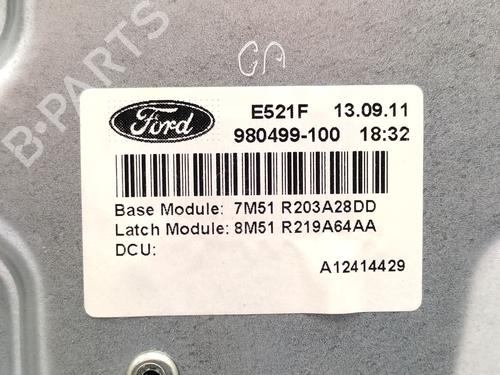 GA
B-PARTS
Ford
E521F 13.09.11
980499-100 18:32
Base Module: 7M51 R203A28DD
Latch Module: 8M51 R219A64AA
DCU:
A12414429